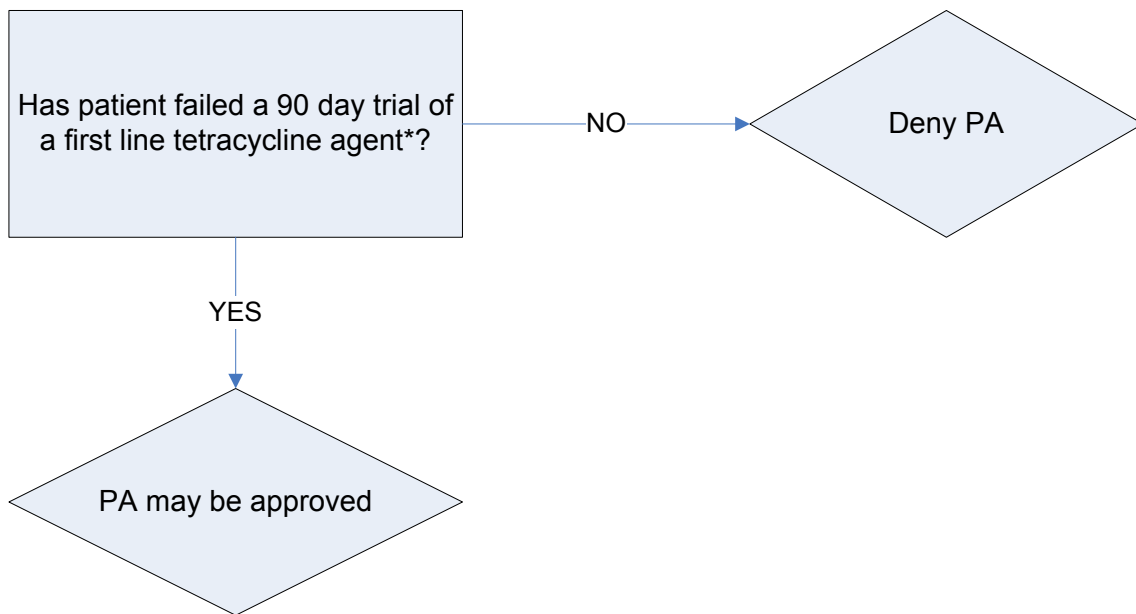 Has patient failed a 90 day trial of
a first line tetracycline agent*?
NO
Deny PA
YES
PA may be approved